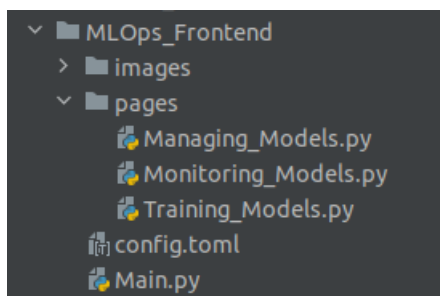 MLOps_Frontend
images
pages
Managing_Models.py
Monitoring_Models.py
Training_Models.py
config.toml
Main.py